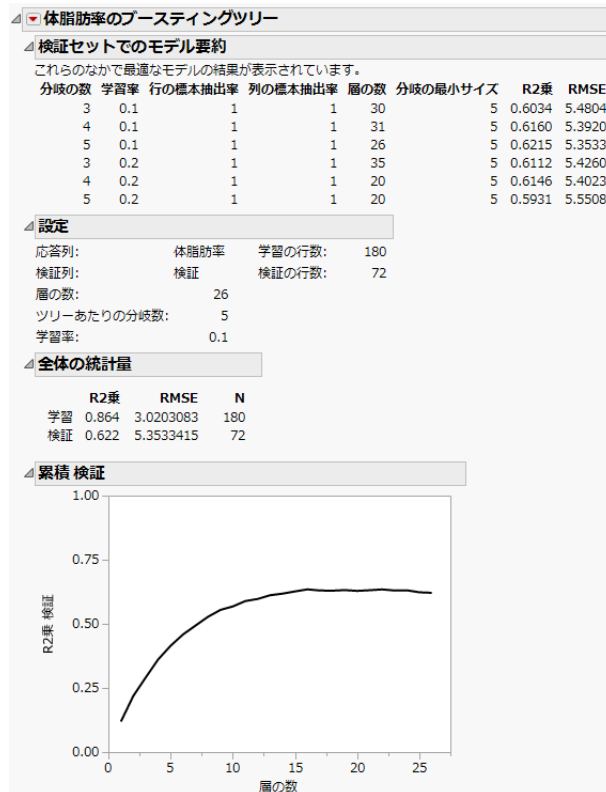 体脂肪率のブースティングツリー
検証セットでのモデル要約
これらのなかで最適なモデルの結果が表示されています。
分岐の数 学習率 行の標本抽出率 列の標本抽出率 層の数 分岐の最小サイズ R2乗 RMSE
3 0.1 1 1 30 5 0.6034 5.4804
4 0.1 1 1 31 5 0.6160 5.3920
5 0.1 1 1 26 5 0.6215 5.3533
3 0.2 1 1 35 5 0.6112 5.4260
4 0.2 1 1 20 5 0.6146 5.4023
5 0.2 1 1 20 5 0.5931 5.5508
設定
応答列: 体脂肪率 学習の行数: 180
検証列: 検証 検証の行数: 72
層の数: 26
ツリーあたりの分岐数: 5
学習率: 0.1
全体の統計量
R2乗 RMSE N
学習 0.864 3.0203083 180
検証 0.622 5.3533415 72
累積 検証
1.00
0.75
0.50
0.25
0.00
R2乗 検証
0 5 10 15 20 25
層の数